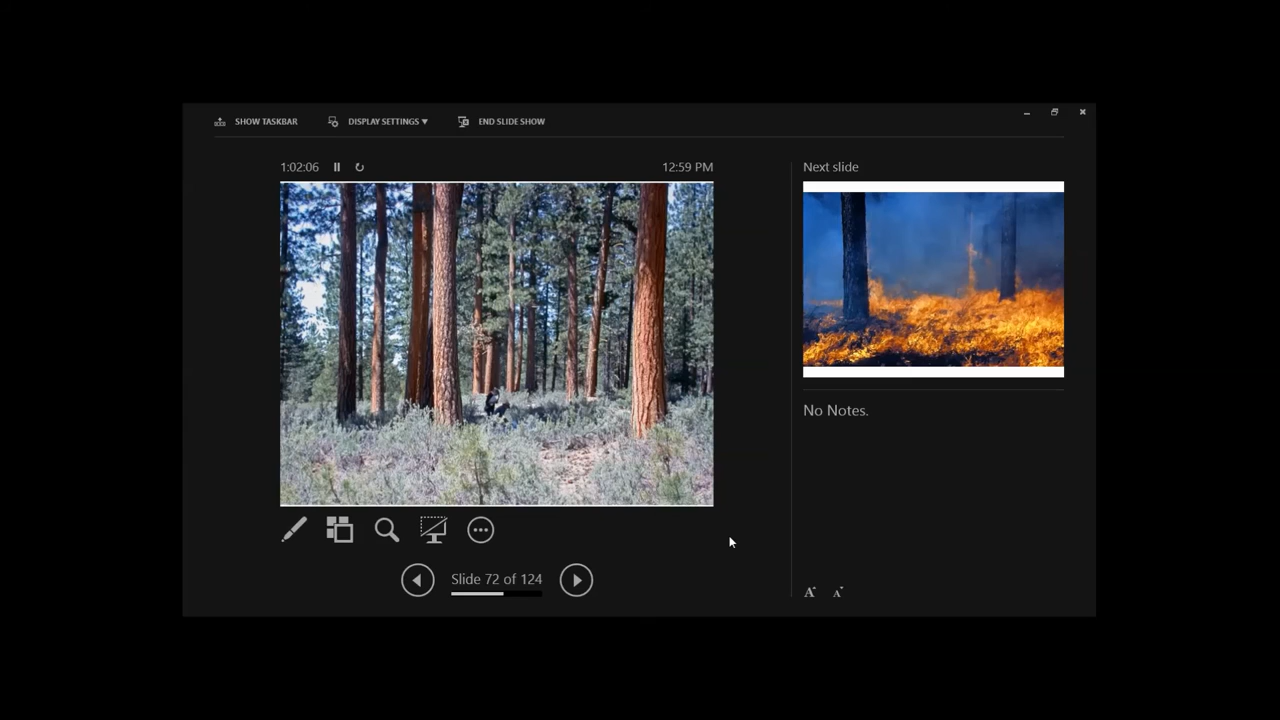 SHOW TASKBAR
DISPLAY SETTINGS ▼
END SLIDE SHOW
1:02:06
12:59 PM
Next slide
No Notes.
Slide 72 of 124
A A